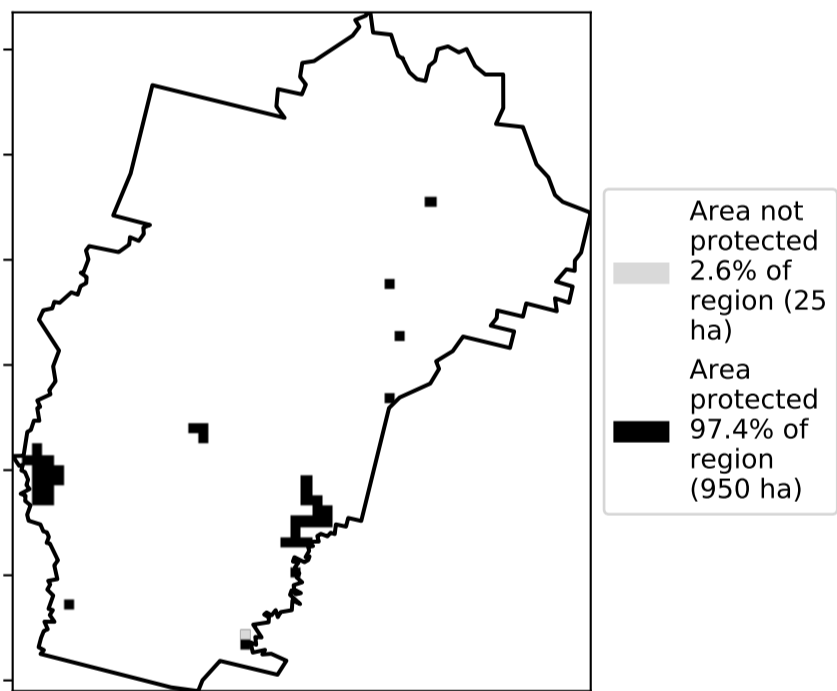 Area not
protected
2.6% of
region (25
ha)
Area
protected
97.4% of
region
(950 ha)